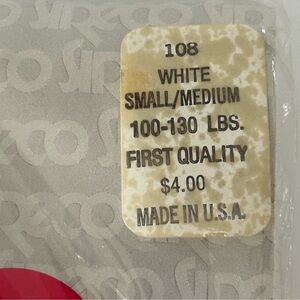 108
WHITE
SMALL/MEDIUM
100-130 LBS.
FIRST QUALITY
$4.00
MADE IN U.S.A.